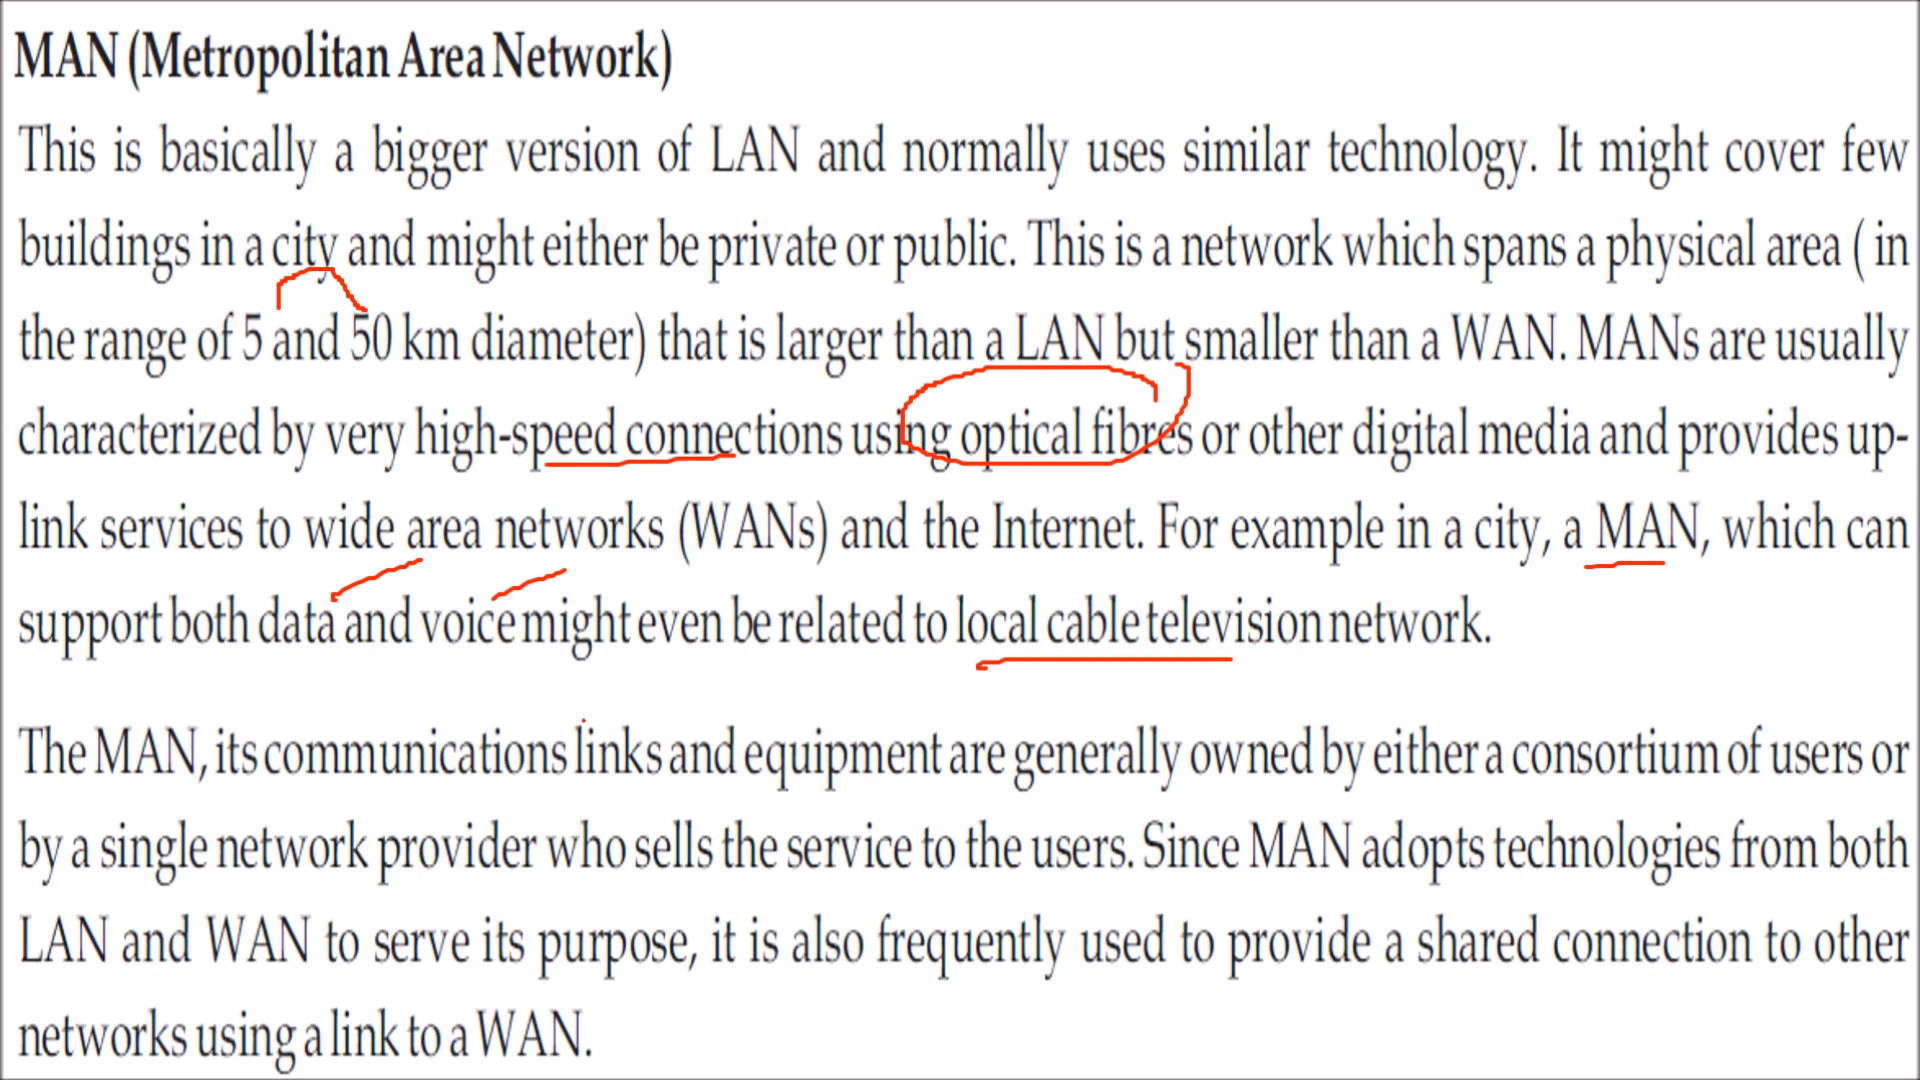 MAN (Metropolitan Area Network)
This is basically a bigger version of LAN and normally uses similar technology. It might cover few
buildings in a city and might either be private or public. This is a network which spans a physical area ( in
the range of 5 and 50 km diameter) that is larger than a LAN but smaller than a WAN. MANs are usually
characterized by very high-speed connections using optical fibres or other digital media and provides up-
link services to wide area networks (WANs) and the Internet. For example in a city, a MAN, which can
support both data and voice might even be related to local cable television network.
The MAN, its communications links and equipment are generally owned by either a consortium of users or
by a single network provider who sells the service to the users. Since MAN adopts technologies from both
LAN and WAN to serve its purpose, it is also frequently used to provide a shared connection to other
networks using a link to a WAN.